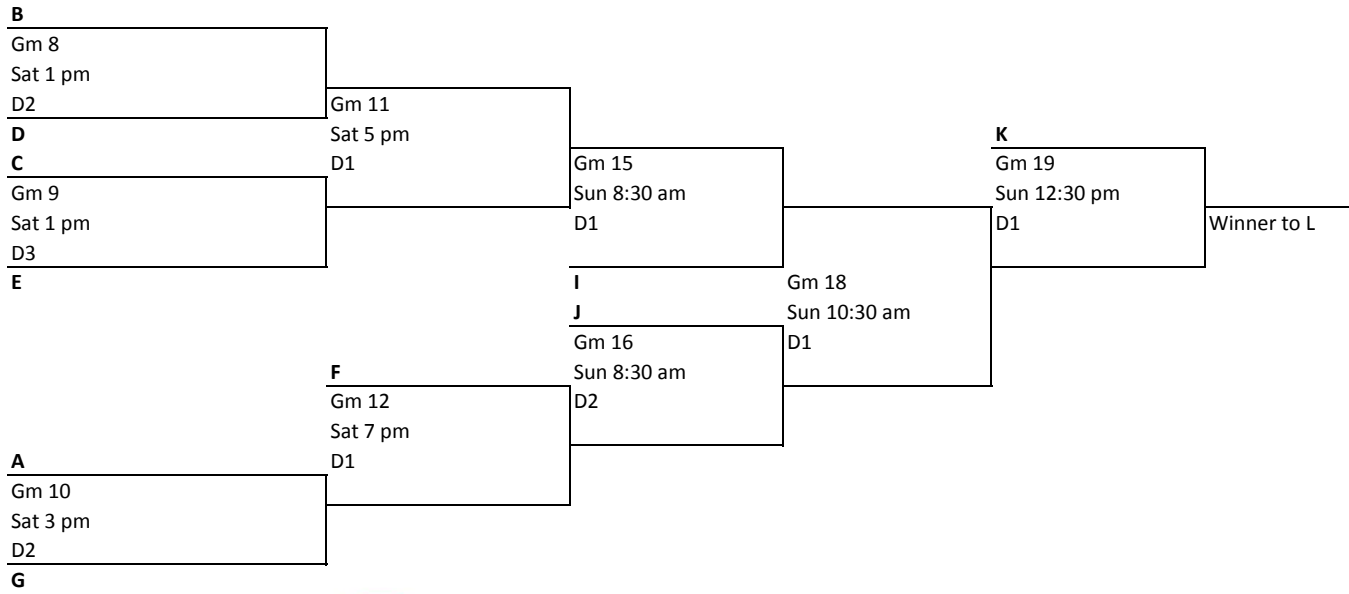 B
Gm 8
Sat 1 pm
D2
D
C
Gm 9
Sat 1 pm
D3
E
Gm 11
Sat 5 pm
D1
Gm 15
Sun 8:30 am
D1
I
J
Gm 16
Sun 8:30 am
D2
F
Gm 12
Sat 7 pm
D1
A
Gm 10
Sat 3 pm
D2
G
Gm 18
Sun 10:30 am
D1
K
Gm 19
Sun 12:30 pm
D1
Winner to L